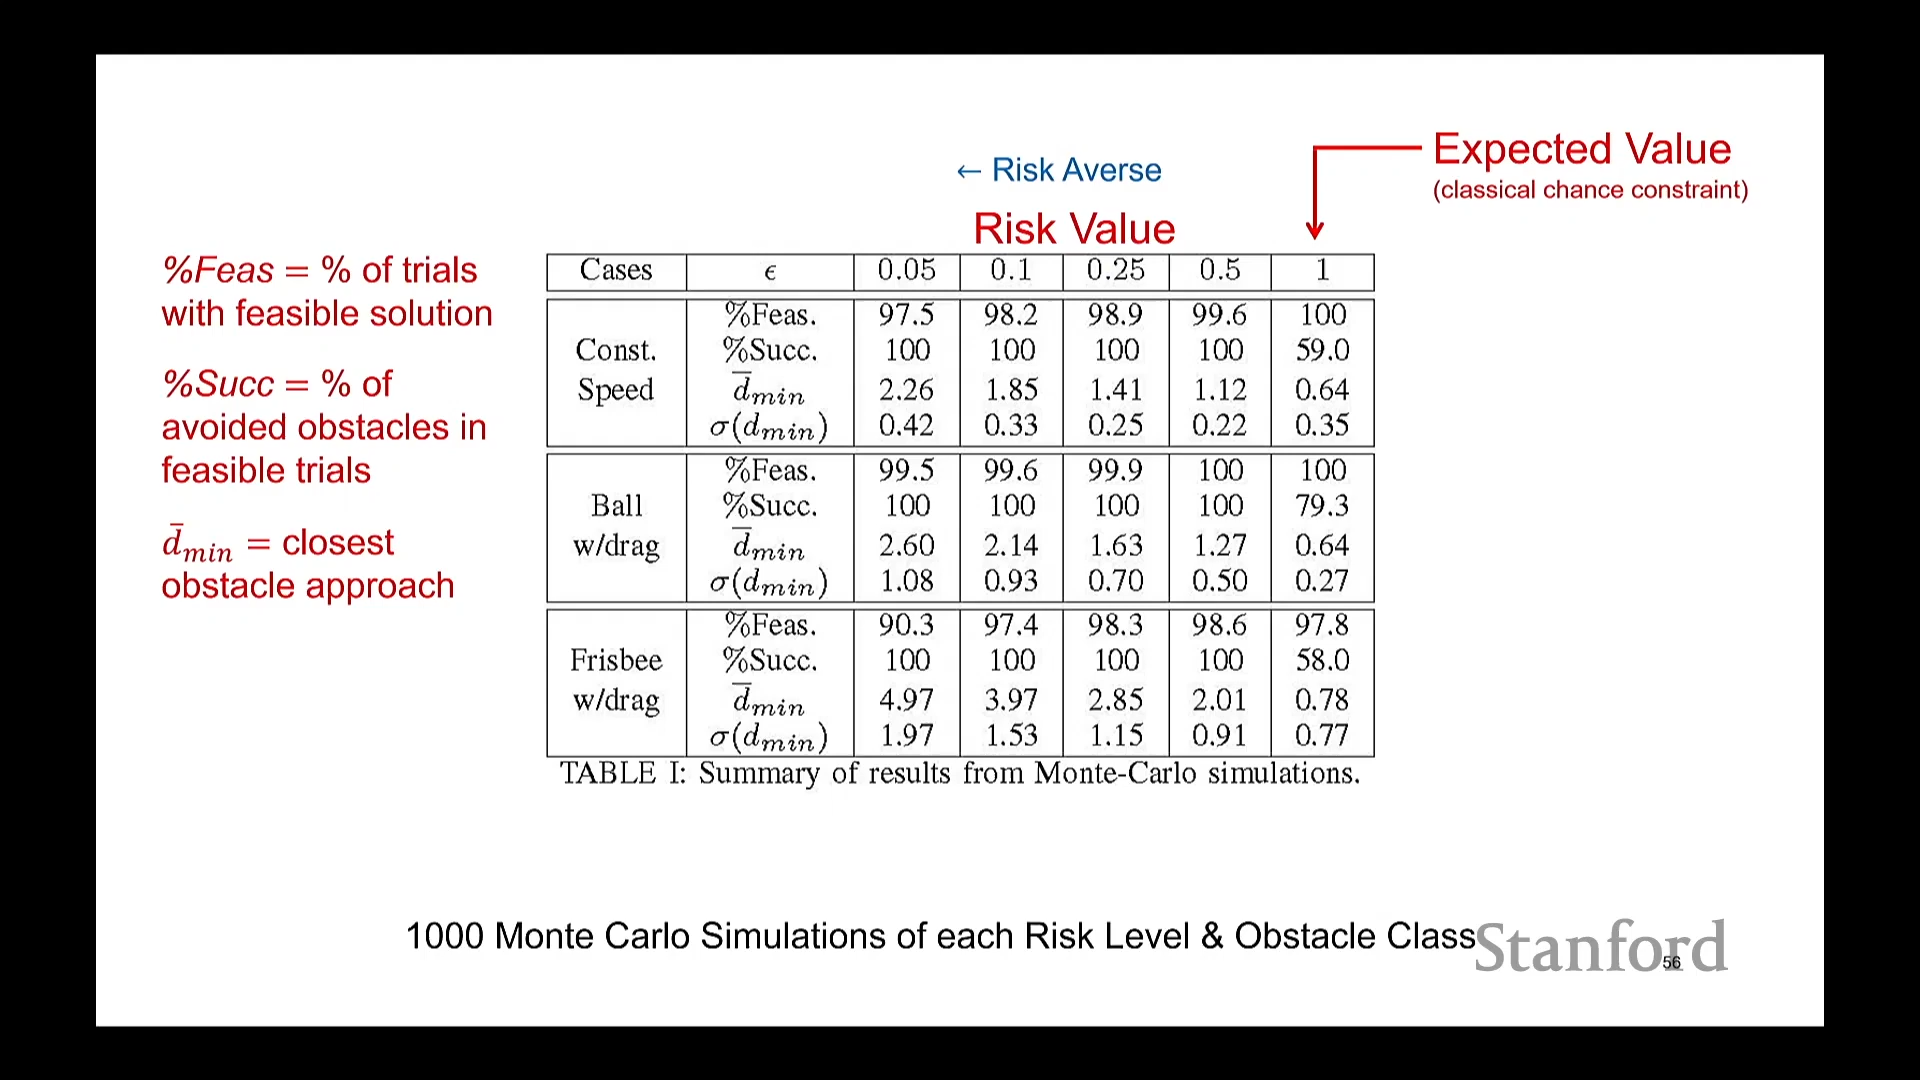 ← Risk Averse
Expected Value
(classical chance constraint)
Risk Value
%Feas = % of trials
with feasible solution
%Succ = % of
avoided obstacles in
feasible trials
d̄min = closest
obstacle approach
Cases ϵ 0.05 0.1 0.25 0.5 1
%Feas. 97.5 98.2 98.9 99.6 100
Const. %Succ. 100 100 100 100 59.0
Speed d̄min 2.26 1.85 1.41 1.12 0.64
σ(dmin) 0.42 0.33 0.25 0.22 0.35
%Feas. 99.5 99.6 99.9 100 100
Ball %Succ. 100 100 100 100 79.3
w/drag d̄min 2.60 2.14 1.63 1.27 0.64
σ(dmin) 1.08 0.93 0.70 0.50 0.27
%Feas. 90.3 97.4 98.3 98.6 97.8
Frisbee %Succ. 100 100 100 100 58.0
w/drag d̄min 4.97 3.97 2.85 2.01 0.78
σ(dmin) 1.97 1.53 1.15 0.91 0.77
TABLE I: Summary of results from Monte-Carlo simulations.
1000 Monte Carlo Simulations of each Risk Level & Obstacle Class
Stanford
56